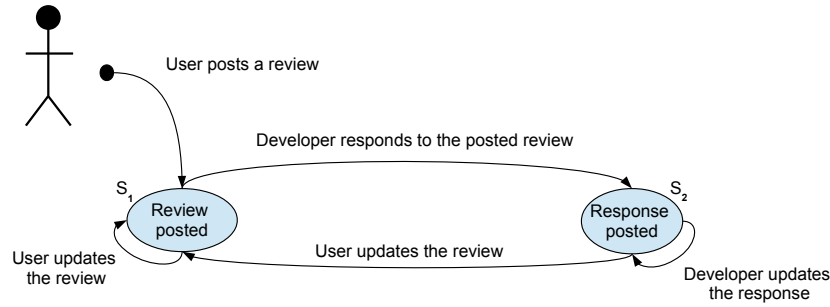 User posts a review
Developer responds to the posted review
S1
Review
posted
S2
Response
posted
User updates the review
User updates
the review
Developer updates
the response